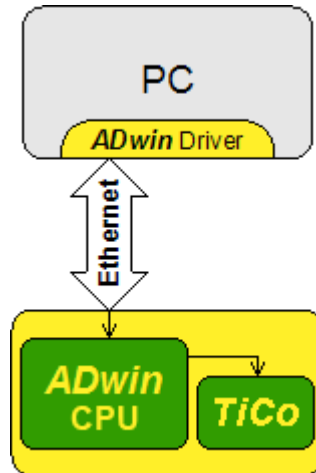 PC
ADwin Driver
Ethernet
ADwin
CPU
TiCo